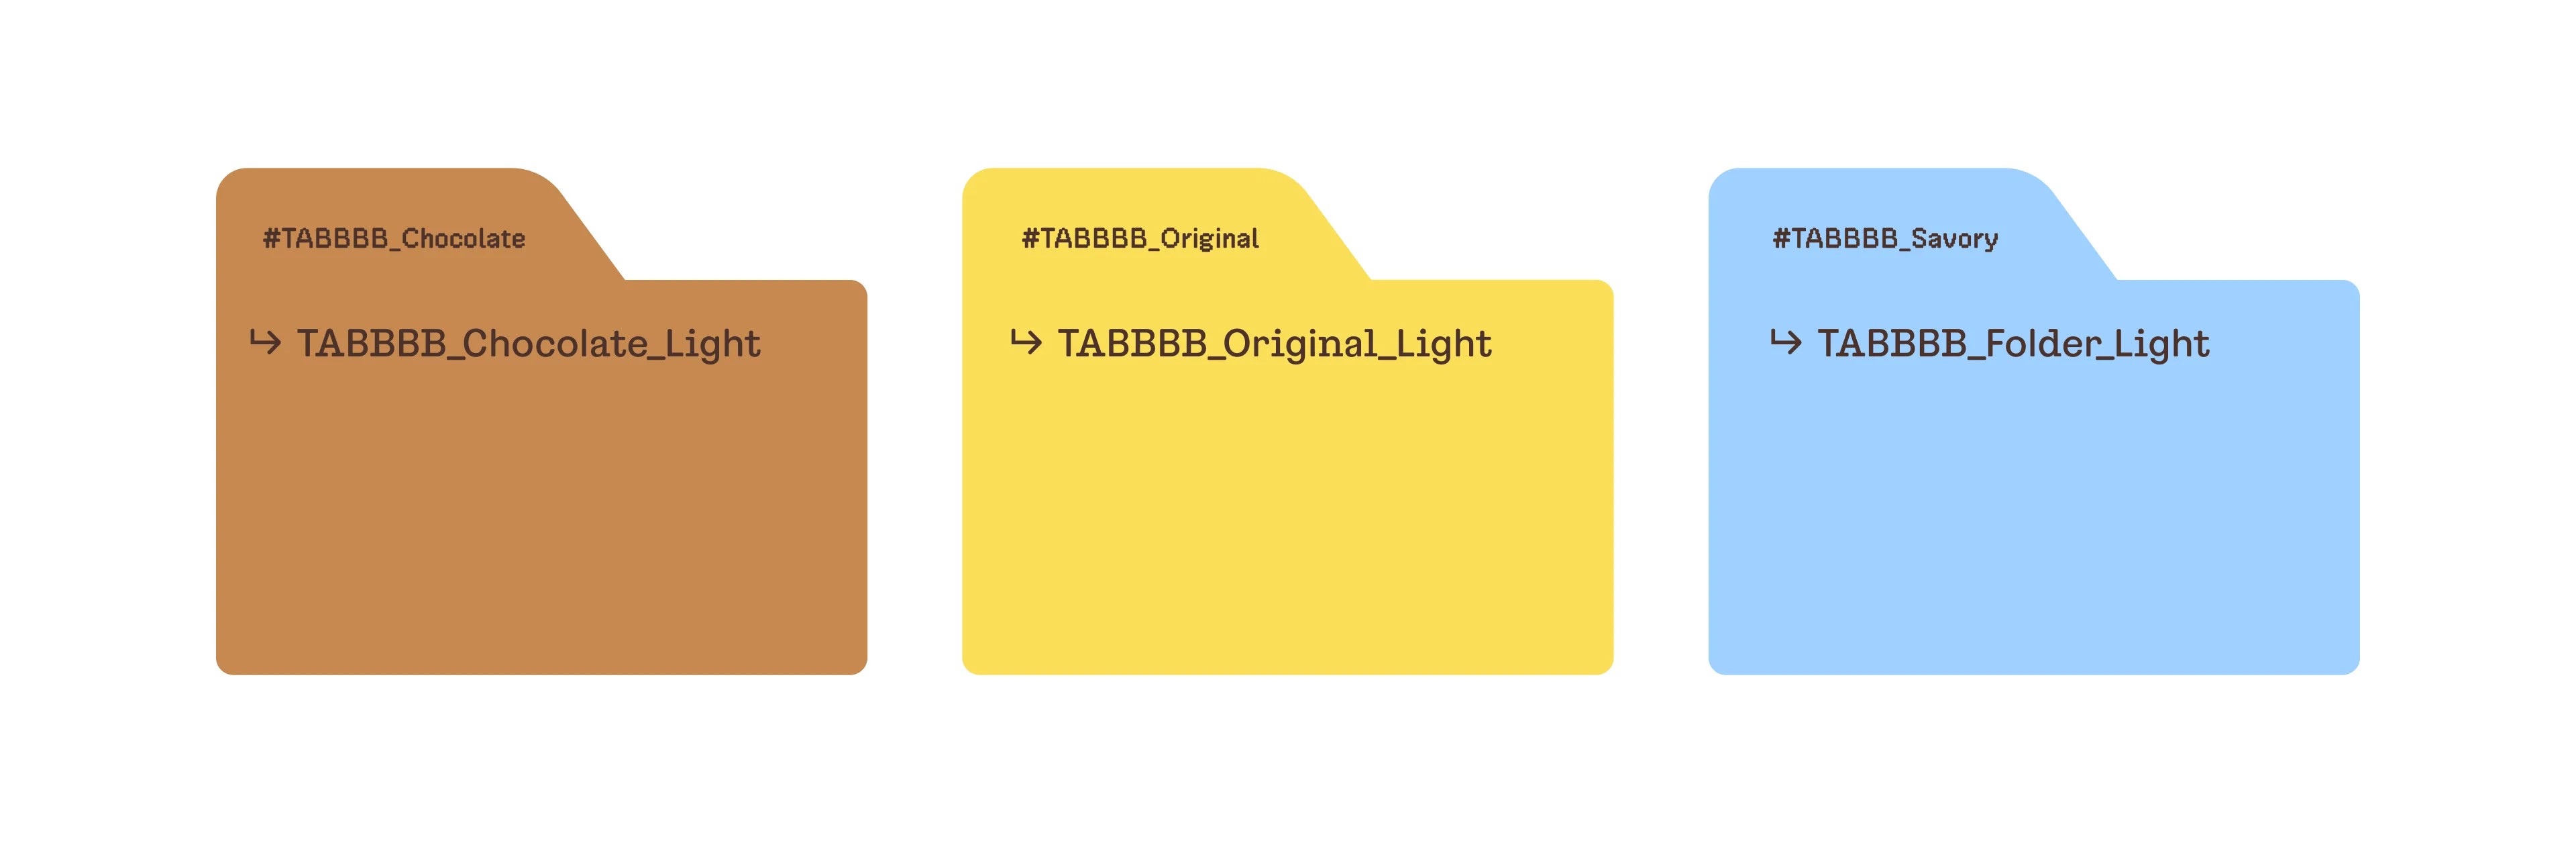 #TABBBB_Chocolate
↳ TABBBB_Chocolate_Light
#TABBBB_Original
↳ TABBBB_Original_Light
#TABBBB_Savory
↳ TABBBB_Folder_Light